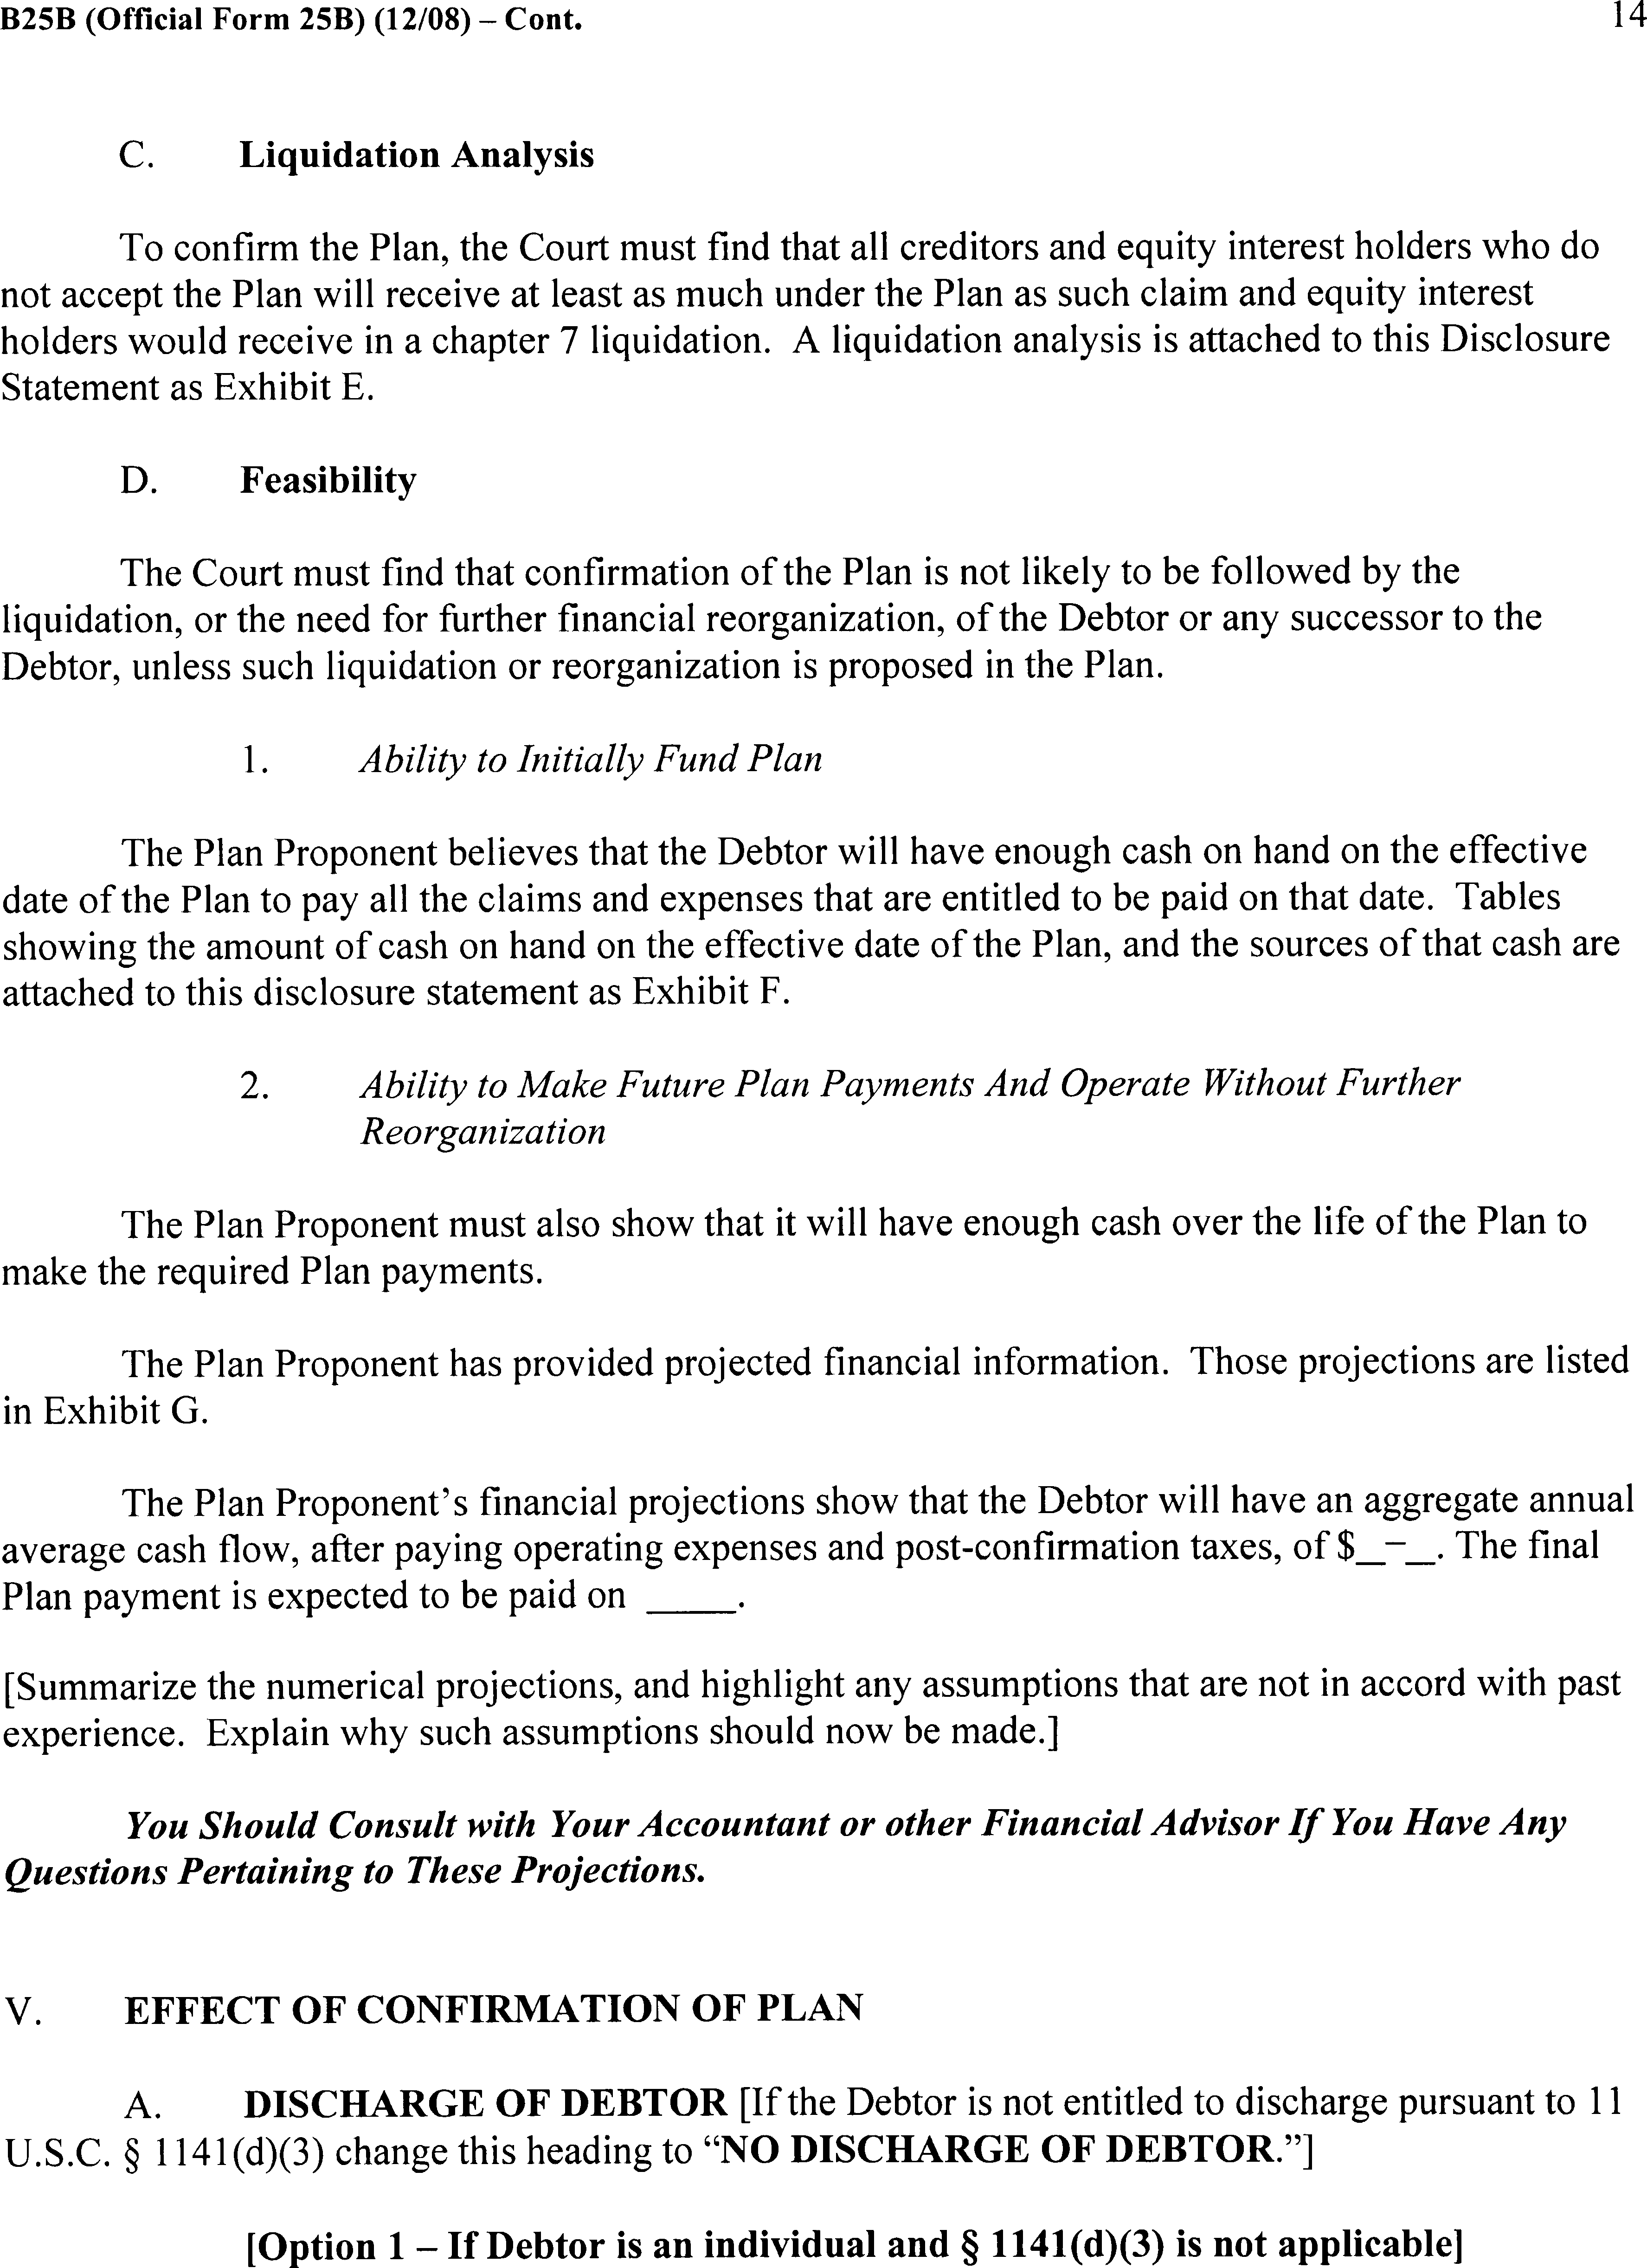 B25B (Official Form 25B) (12/08) – Cont. 14
C. Liquidation Analysis
To confirm the Plan, the Court must find that all creditors and equity interest holders who do
not accept the Plan will receive at least as much under the Plan as such claim and equity interest
holders would receive in a chapter 7 liquidation. A liquidation analysis is attached to this Disclosure
Statement as Exhibit E.
D. Feasibility
The Court must find that confirmation of the Plan is not likely to be followed by the
liquidation, or the need for further financial reorganization, of the Debtor or any successor to the
Debtor, unless such liquidation or reorganization is proposed in the Plan.
1. Ability to Initially Fund Plan
The Plan Proponent believes that the Debtor will have enough cash on hand on the effective
date of the Plan to pay all the claims and expenses that are entitled to be paid on that date. Tables
showing the amount of cash on hand on the effective date of the Plan, and the sources of that cash are
attached to this disclosure statement as Exhibit F.
2. Ability to Make Future Plan Payments And Operate Without Further
Reorganization
The Plan Proponent must also show that it will have enough cash over the life of the Plan to
make the required Plan payments.
The Plan Proponent has provided projected financial information. Those projections are listed
in Exhibit G.
The Plan Proponent’s financial projections show that the Debtor will have an aggregate annual
average cash flow, after paying operating expenses and post-confirmation taxes, of $_-_. The final
Plan payment is expected to be paid on ____.
[Summarize the numerical projections, and highlight any assumptions that are not in accord with past
experience. Explain why such assumptions should now be made.]
You Should Consult with Your Accountant or other Financial Advisor If You Have Any
Questions Pertaining to These Projections.
V. EFFECT OF CONFIRMATION OF PLAN
A. DISCHARGE OF DEBTOR [If the Debtor is not entitled to discharge pursuant to 11
U.S.C. § 1141(d)(3) change this heading to “NO DISCHARGE OF DEBTOR.”]
[Option 1 – If Debtor is an individual and § 1141(d)(3) is not applicable]